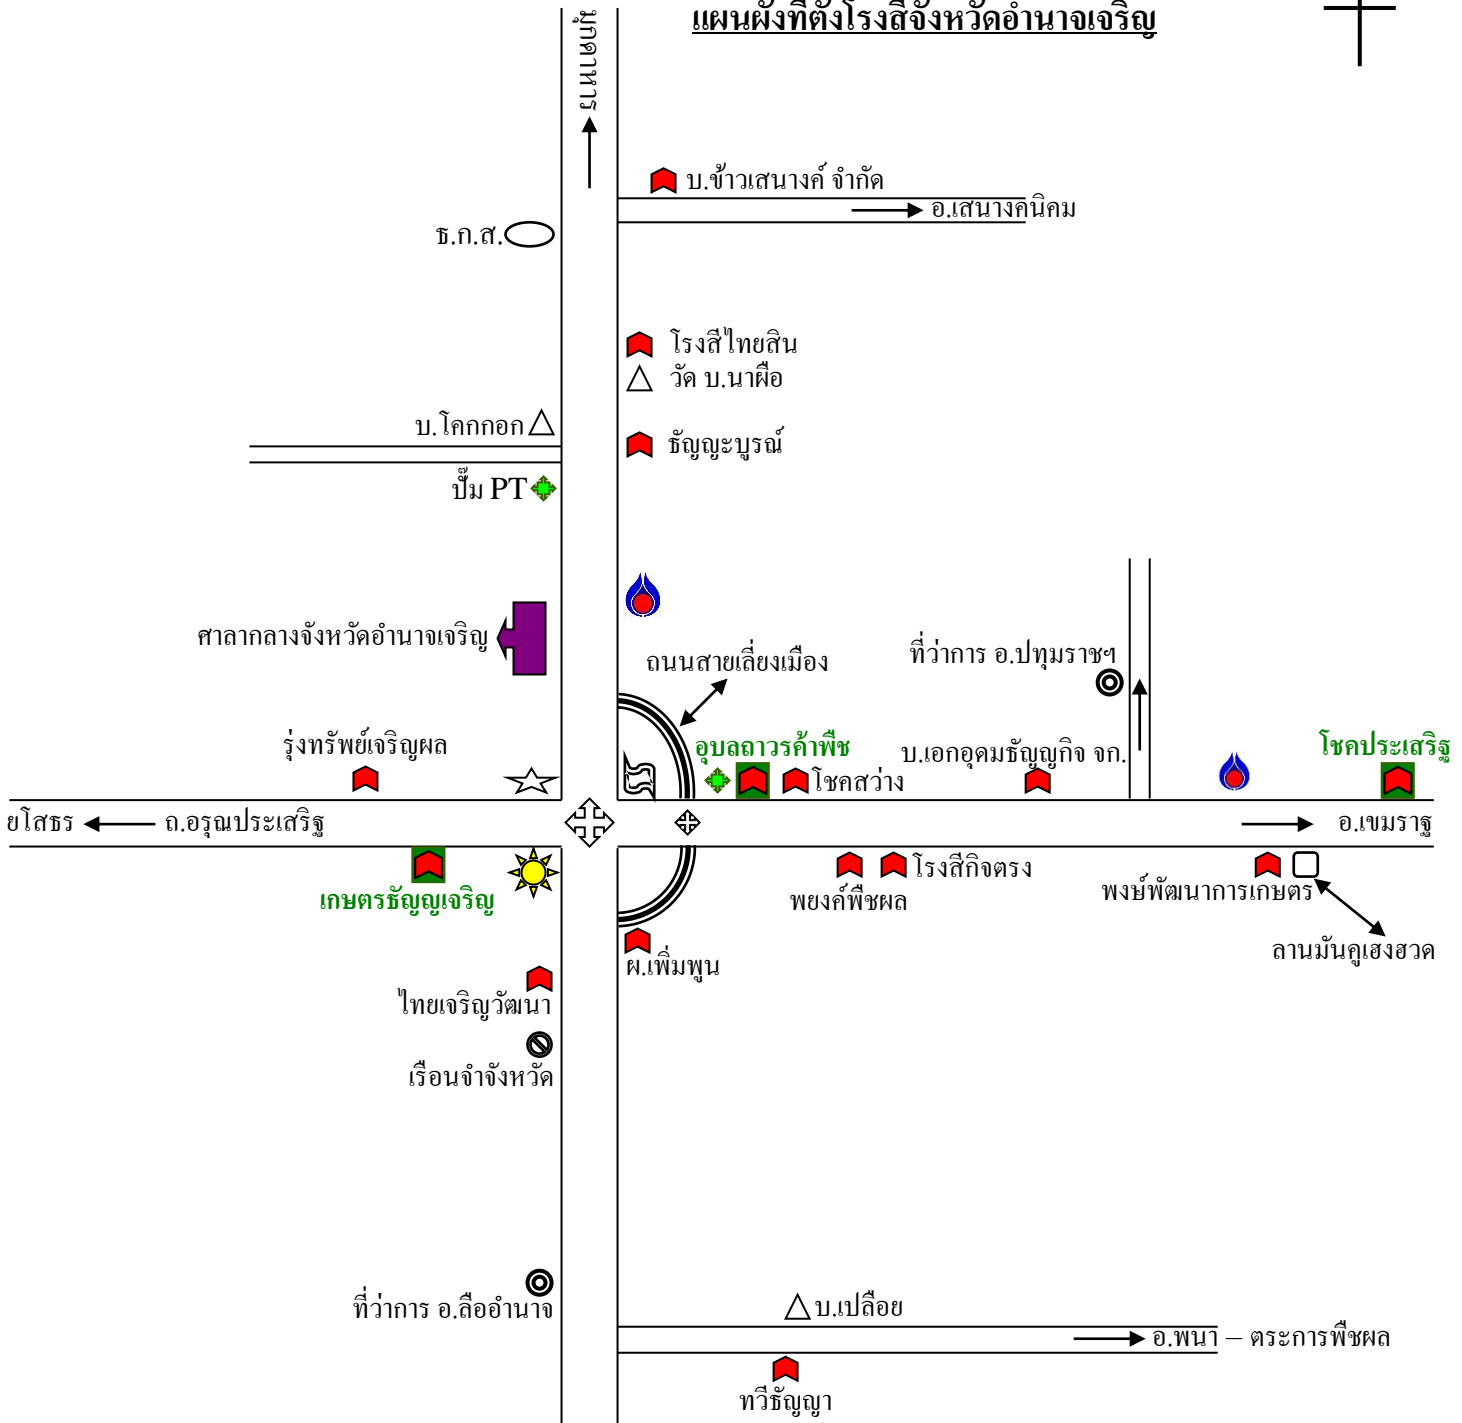 แผนผังที่ตั้งโรงสีจังหวัดอำนาจเจริญ
มุกดาหาร
บ.ข้าวเสนางค์ จำกัด
อ.เสนางคนิคม
ธ.ก.ส.
โรงสีไทยสิน
วัด บ.นาผือ
บ.โคกกอก
ธัญญะบูรณ์
ปั๊ม PT
ศาลากลางจังหวัดอำนาจเจริญ
ถนนสายเลี่ยงเมือง
ที่ว่าการ อ.ปทุมราชฯ
รุ่งทรัพย์เจริญผล
อุบลถาวรค้าพืช
โชคสว่าง
บ.เอกอุดมธัญญกิจ จก.
โชคประเสริฐ
ยโสธร
ถ.อรุณประเสริฐ
อ.เขมราฐ
เกษตรธัญญเจริญ
พยงค์พืชผล
โรงสีกิจตรง
พงษ์พัฒนาการเกษตร
ลานมันคูเฮงฮวด
ผ.เพิ่มพูน
ไทยเจริญวัฒนา
เรือนจำจังหวัด
ที่ว่าการ อ.ลืออำนาจ
บ.เปลือย
อ.พนา – ตระการพืชผล
ทวีธัญญา